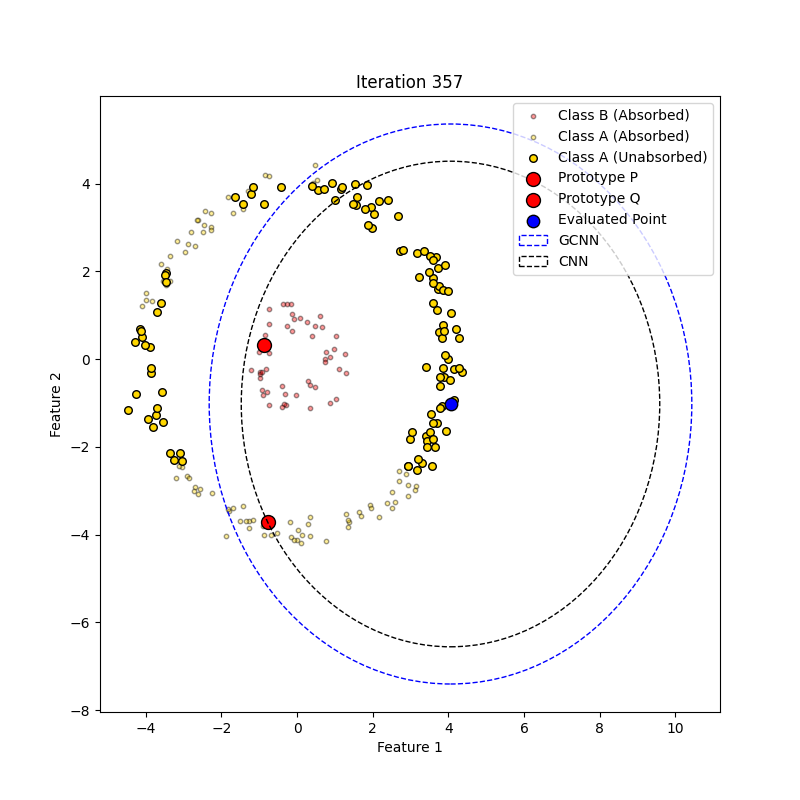 Iteration 357
Class B (Absorbed)
Class A (Absorbed)
Class A (Unabsorbed)
Prototype P
Prototype Q
Evaluated Point
GCNN
CNN
Feature 2
4
2
0
−2
−4
−6
−8
−4 −2 0 2 4 6 8 10
Feature 1